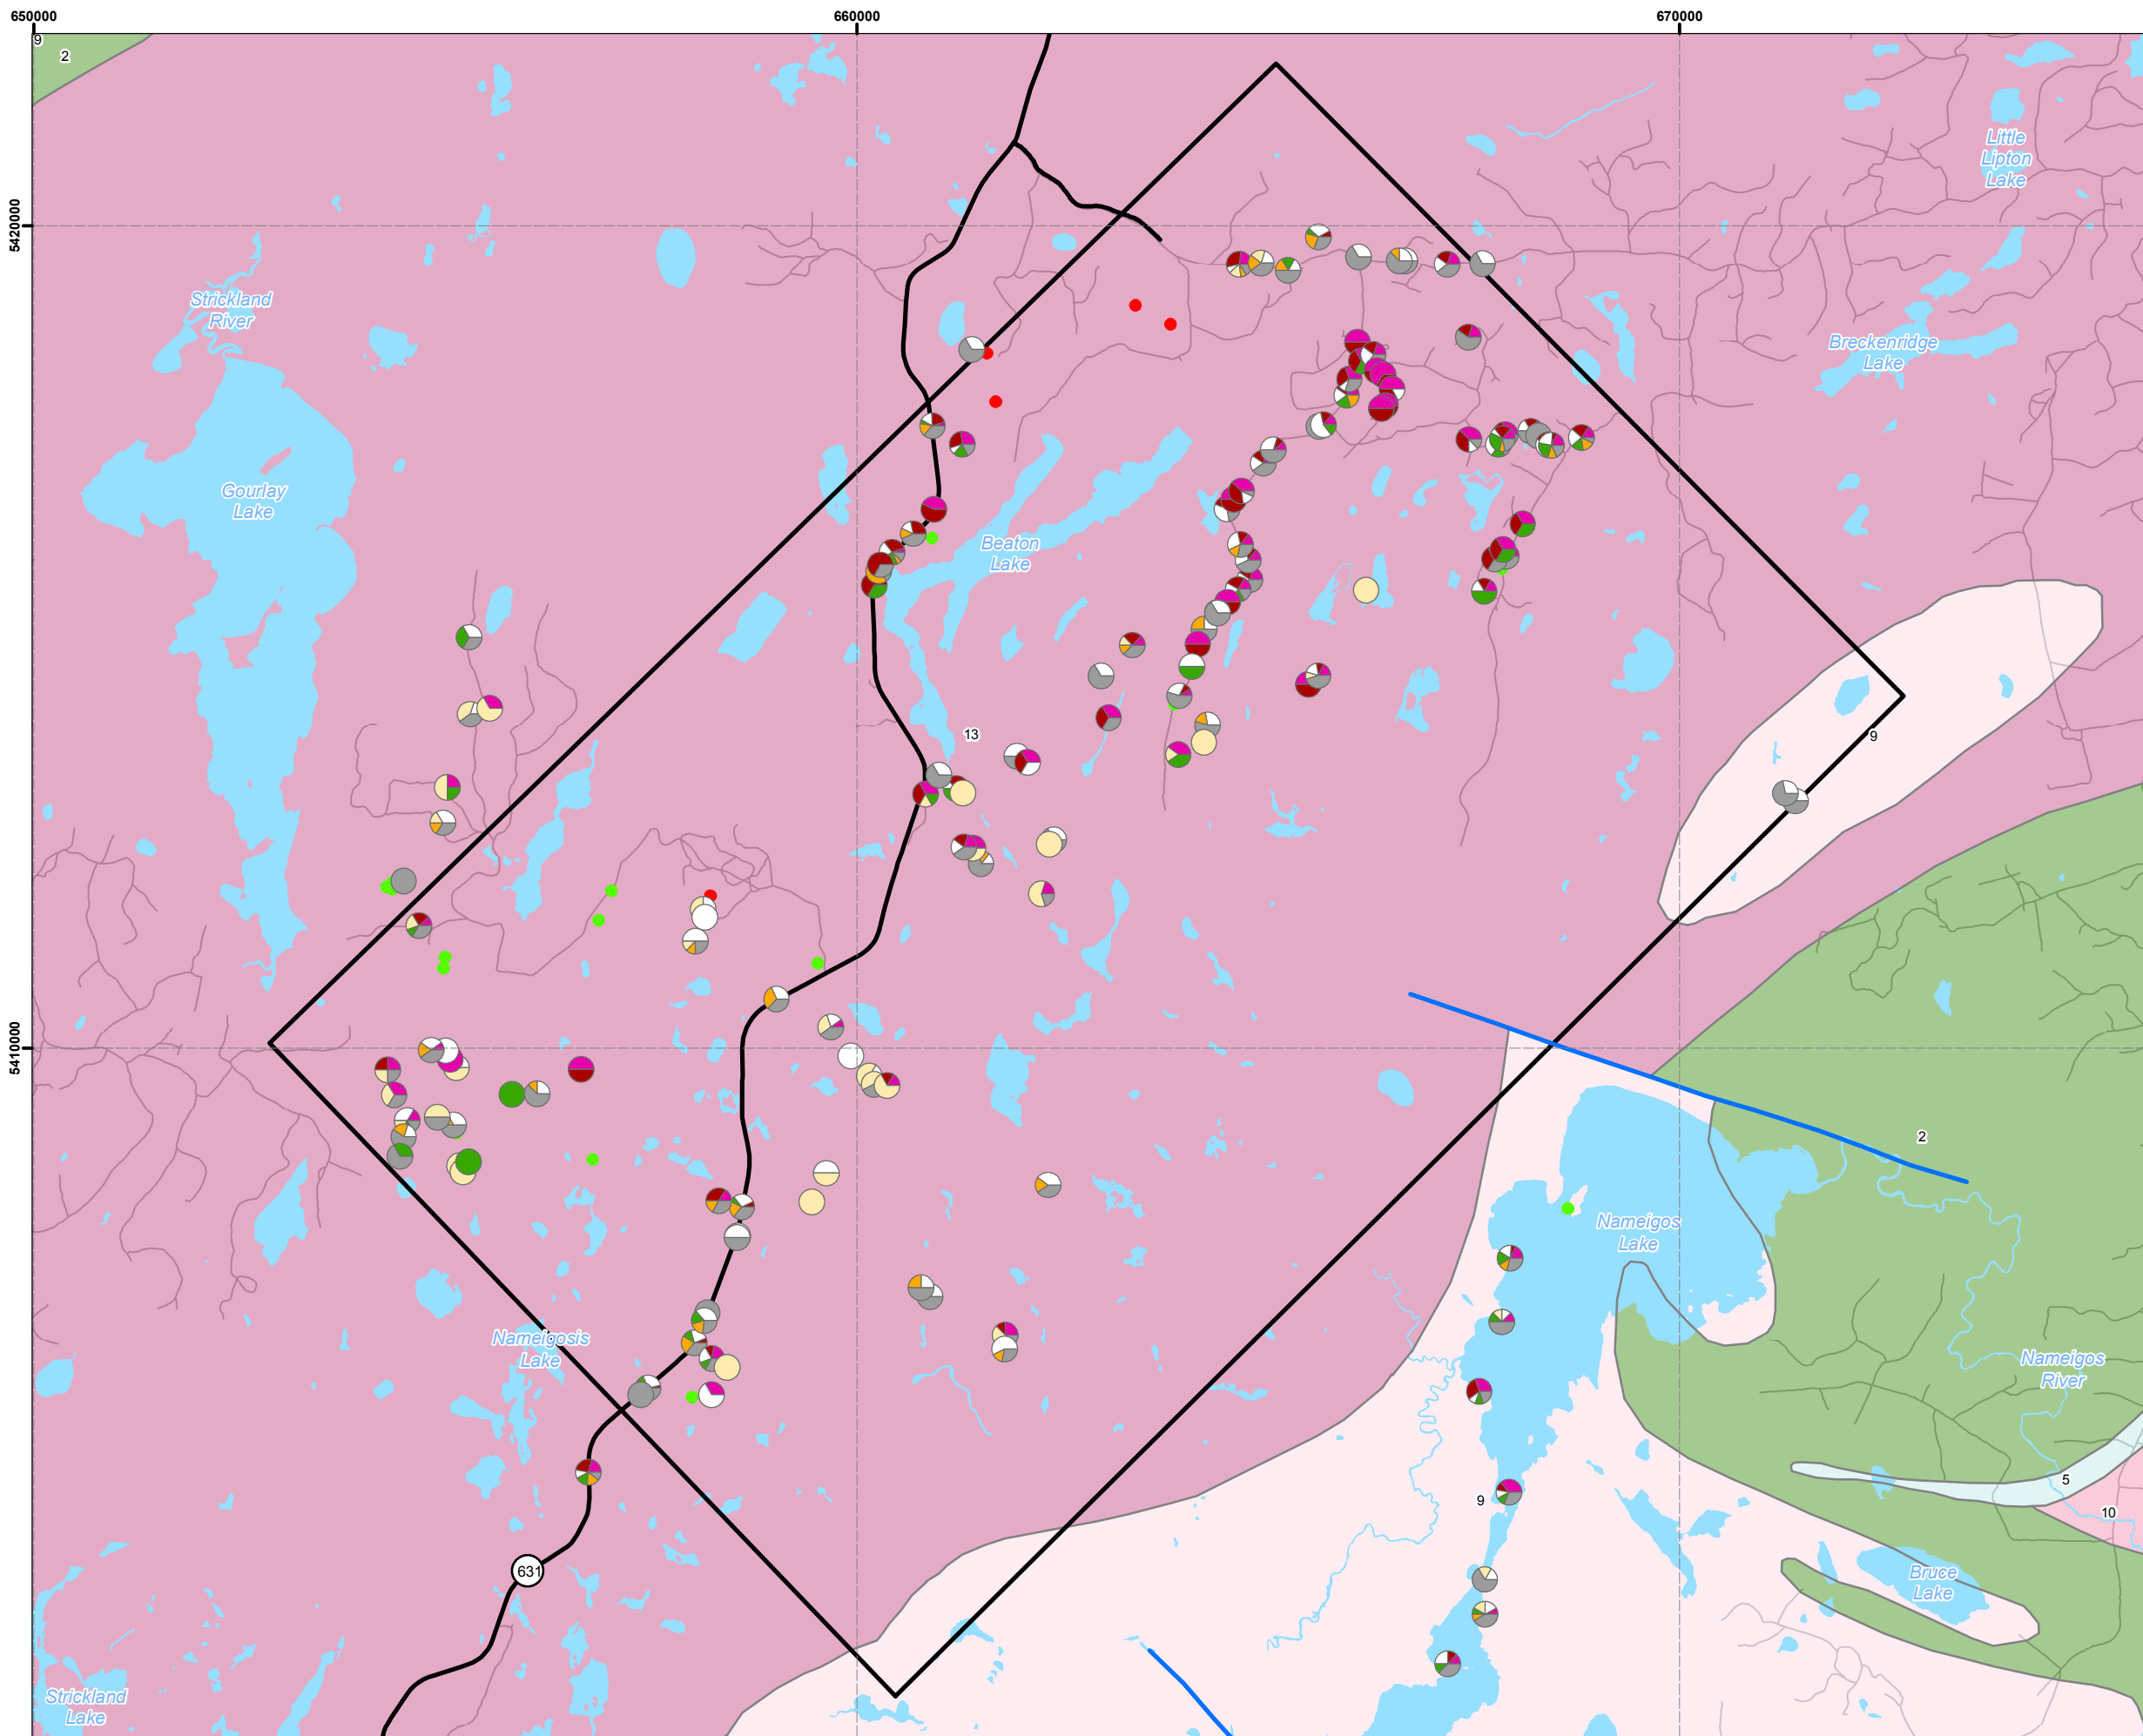 650000
660000
670000
9
2
5420000
Little
Lipton
Lake
Strickland
River
Breckenridge
Lake
Gourlay
Lake
Beaton
Lake
13
9
5410000
2
Nameigos
Lake
Nameigosis
Lake
Nameigos
River
5
9
10
631
Bruce
Lake
Strickland
Lake